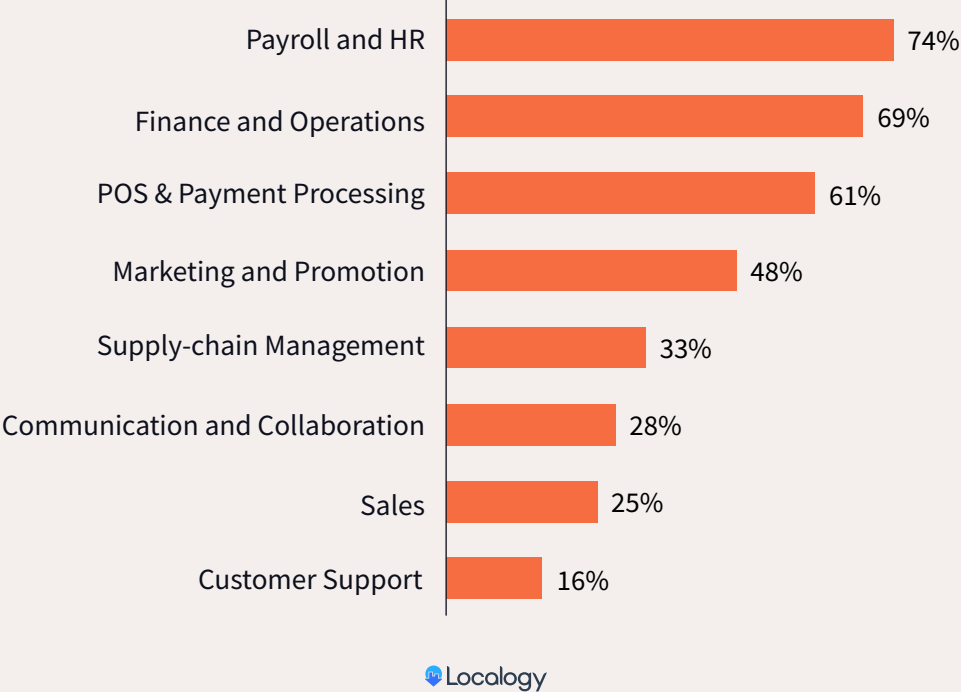 Payroll and HR 74%
Finance and Operations 69%
POS & Payment Processing 61%
Marketing and Promotion 48%
Supply-chain Management 33%
Communication and Collaboration 28%
Sales 25%
Customer Support 16%
Localogy